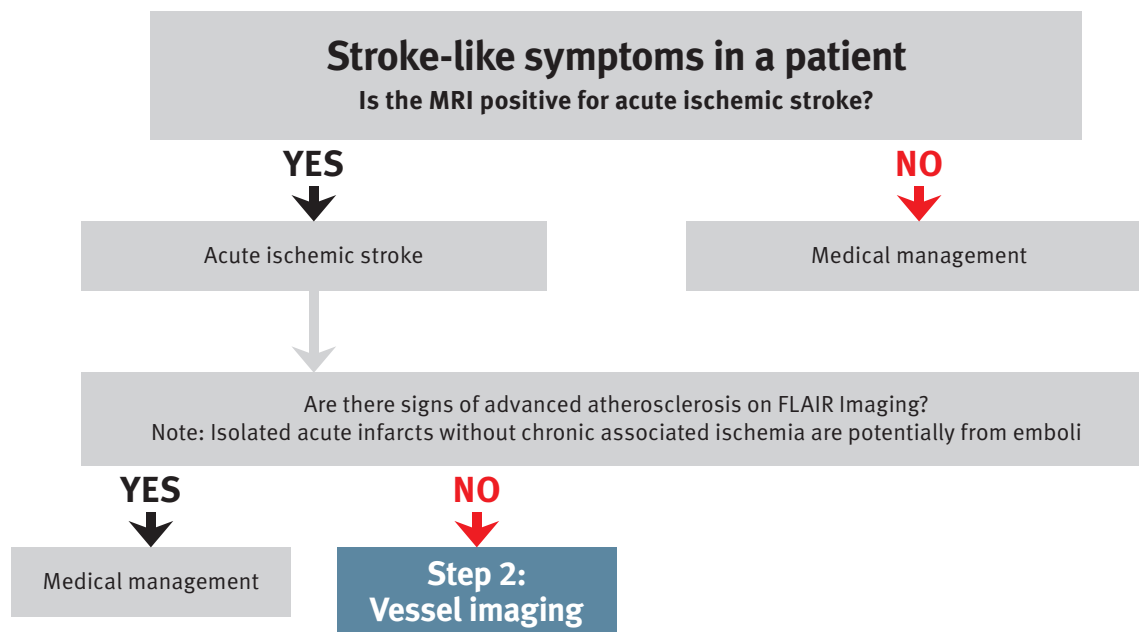 Stroke-like symptoms in a patient
Is the MRI positive for acute ischemic stroke?
YES
NO
Acute ischemic stroke
Medical management
Are there signs of advanced atherosclerosis on FLAIR Imaging?
Note: Isolated acute infarcts without chronic associated ischemia are potentially from emboli
YES
NO
Medical management
Step 2:
Vessel imaging